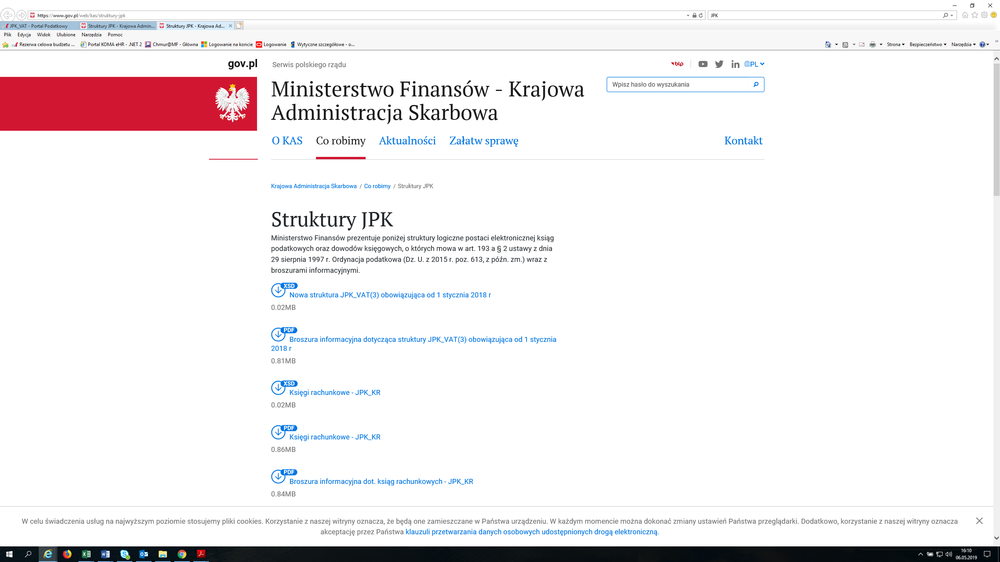 https://www.gov.pl/web/kas/struktury-jpk
JPK
JPK_VAT - Portal Podatkowy
Struktury JPK - Krajowa Admin...
Struktury JPK - Krajowa Ad...
Plik Edycja Widok Ulubione Narzędzia Pomoc
Rezerwa celowa budżetu ... Portal KOMA eHR - .NET 2 Chmur@MF - Główna Logowanie na koncie Logowanie Wytyczne szczegółowe - o...
Strona Bezpieczeństwo Narzędzia
gov.pl Serwis polskiego rządu
blp PL
Ministerstwo Finansów - Krajowa
Administracja Skarbowa
Wpisz hasło do wyszukania
O KAS Co robimy Aktualności Załatw sprawę Kontakt
Krajowa Administracja Skarbowa / Co robimy / Struktury JPK
Struktury JPK
Ministerstwo Finansów prezentuje poniżej struktury logiczne postaci elektronicznej ksiąg
podatkowych oraz dowodów księgowych, o których mowa w art. 193 a § 2 ustawy z dnia
29 sierpnia 1997 r. Ordynacja podatkowa (Dz. U. z 2015 r. poz. 613, z późn. zm.) wraz z
broszurami informacyjnymi.
XSD
Nowa struktura JPK_VAT(3) obowiązująca od 1 stycznia 2018 r
0.02MB
PDF
Broszura informacyjna dotycząca struktury JPK_VAT(3) obowiązująca od 1 stycznia
2018 r
0.81MB
XSD
Księgi rachunkowe - JPK_KR
0.02MB
PDF
Księgi rachunkowe - JPK_KR
0.86MB
PDF
Broszura informacyjna dot. ksiąg rachunkowych - JPK_KR
0.84MB
W celu świadczenia usług na najwyższym poziomie stosujemy pliki cookies. Korzystanie z naszej witryny oznacza, że będą one zamieszczane w Państwa urządzeniu. W każdym momencie można dokonać zmiany ustawień Państwa przeglądarki. Dodatkowo, korzystanie z naszej witryny oznacza
akceptację przez Państwa klauzuli przetwarzania danych osobowych udostępnionych drogą elektroniczną.
16:10
06.05.2019